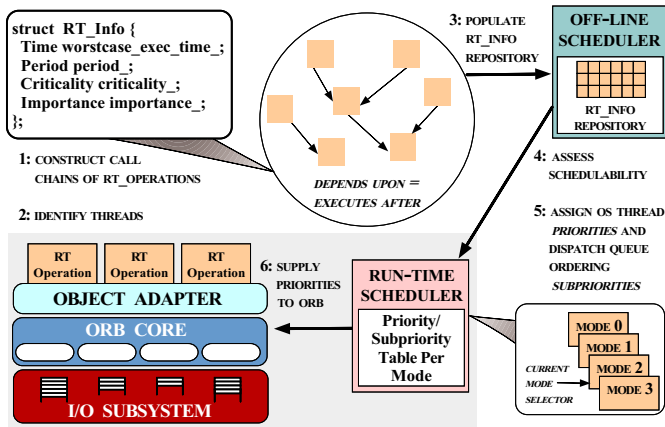 struct RT_Info {
Time worstcase_exec_time_;
Period period_;
Criticality criticality_;
Importance importance_;
};
1: CONSTRUCT CALL
CHAINS OF RT_OPERATIONS
2: IDENTIFY THREADS
DEPENDS UPON =
EXECUTES AFTER
3: POPULATE
RT_INFO
REPOSITORY
OFF-LINE
SCHEDULER
RT_INFO
REPOSITORY
4: ASSESS
SCHEDULABILITY
5: ASSIGN OS THREAD
PRIORITIES AND
DISPATCH QUEUE
ORDERING
SUBPRIORITIES
RT
Operation
RT
Operation
RT
Operation
OBJECT ADAPTER
ORB CORE
I/O SUBSYSTEM
6: SUPPLY
PRIORITIES
TO ORB
RUN-TIME
SCHEDULER
Priority/
Subpriority
Table Per
Mode
MODE 0
MODE 1
MODE 2
MODE 3
CURRENT
MODE
SELECTOR